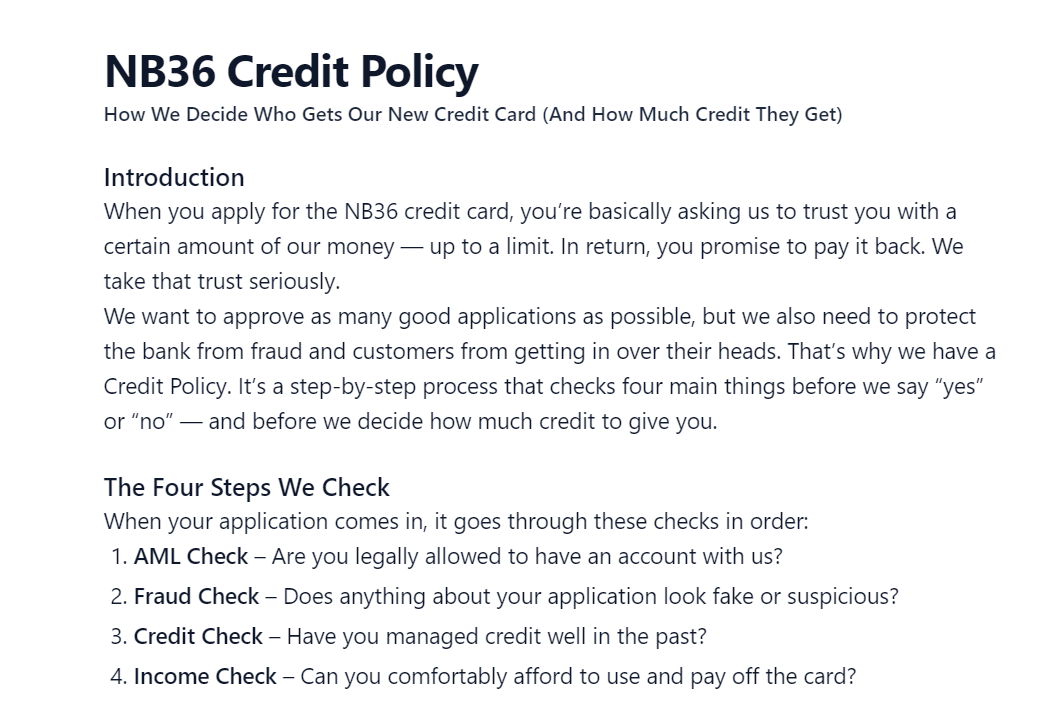 NB36 Credit Policy
How We Decide Who Gets Our New Credit Card (And How Much Credit They Get)
Introduction
When you apply for the NB36 credit card, you’re basically asking us to trust you with a
certain amount of our money — up to a limit. In return, you promise to pay it back. We
take that trust seriously.
We want to approve as many good applications as possible, but we also need to protect
the bank from fraud and customers from getting in over their heads. That’s why we have a
Credit Policy. It’s a step-by-step process that checks four main things before we say “yes”
or “no” — and before we decide how much credit to give you.
The Four Steps We Check
When your application comes in, it goes through these checks in order:
1. AML Check – Are you legally allowed to have an account with us?
2. Fraud Check – Does anything about your application look fake or suspicious?
3. Credit Check – Have you managed credit well in the past?
4. Income Check – Can you comfortably afford to use and pay off the card?